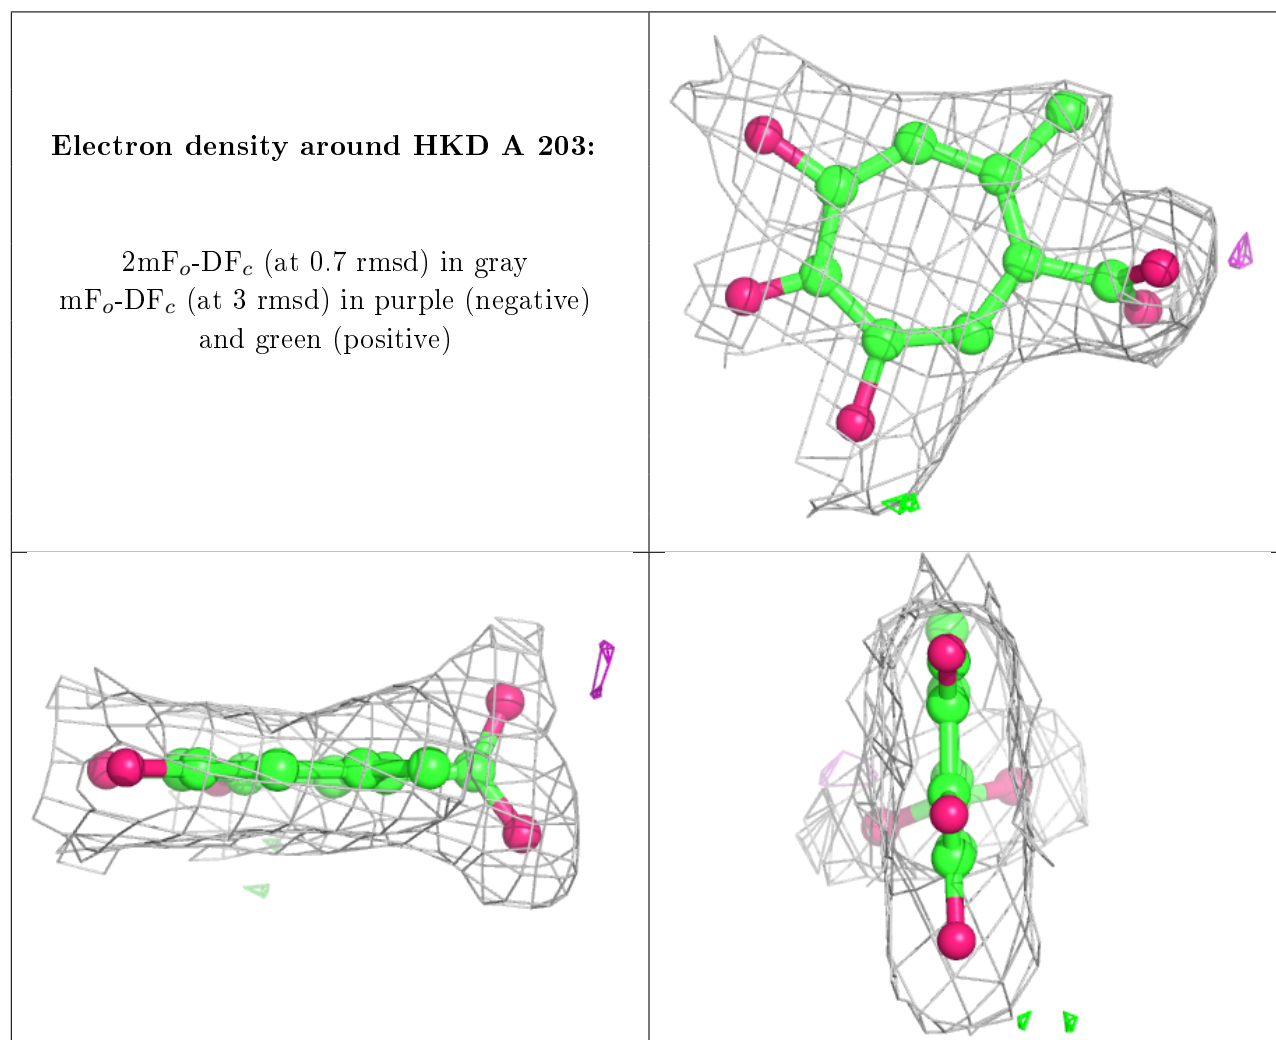 Electron density around HKD A 203:
2mFo-DFc (at 0.7 rmsd) in gray
mFo-DFc (at 3 rmsd) in purple (negative)
and green (positive)